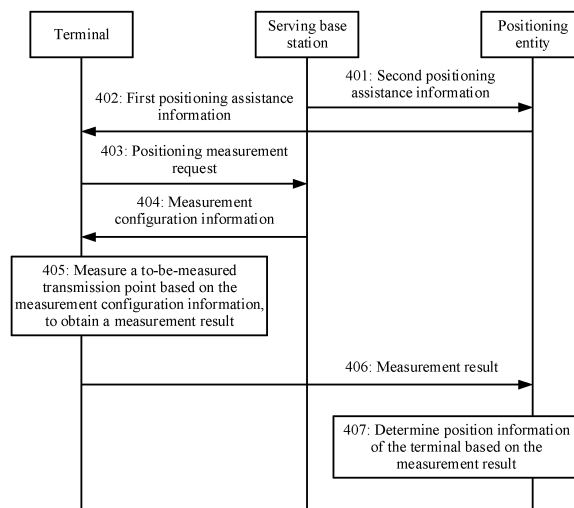 Terminal
Serving base
station
Positioning
entity
401: Second positioning
assistance information
402: First positioning assistance
information
403: Positioning measurement
request
404: Measurement
configuration information
405: Measure a to-be-measured
transmission point based on the
measurement configuration information,
to obtain a measurement result
406: Measurement result
407: Determine position information
of the terminal based on the
measurement result